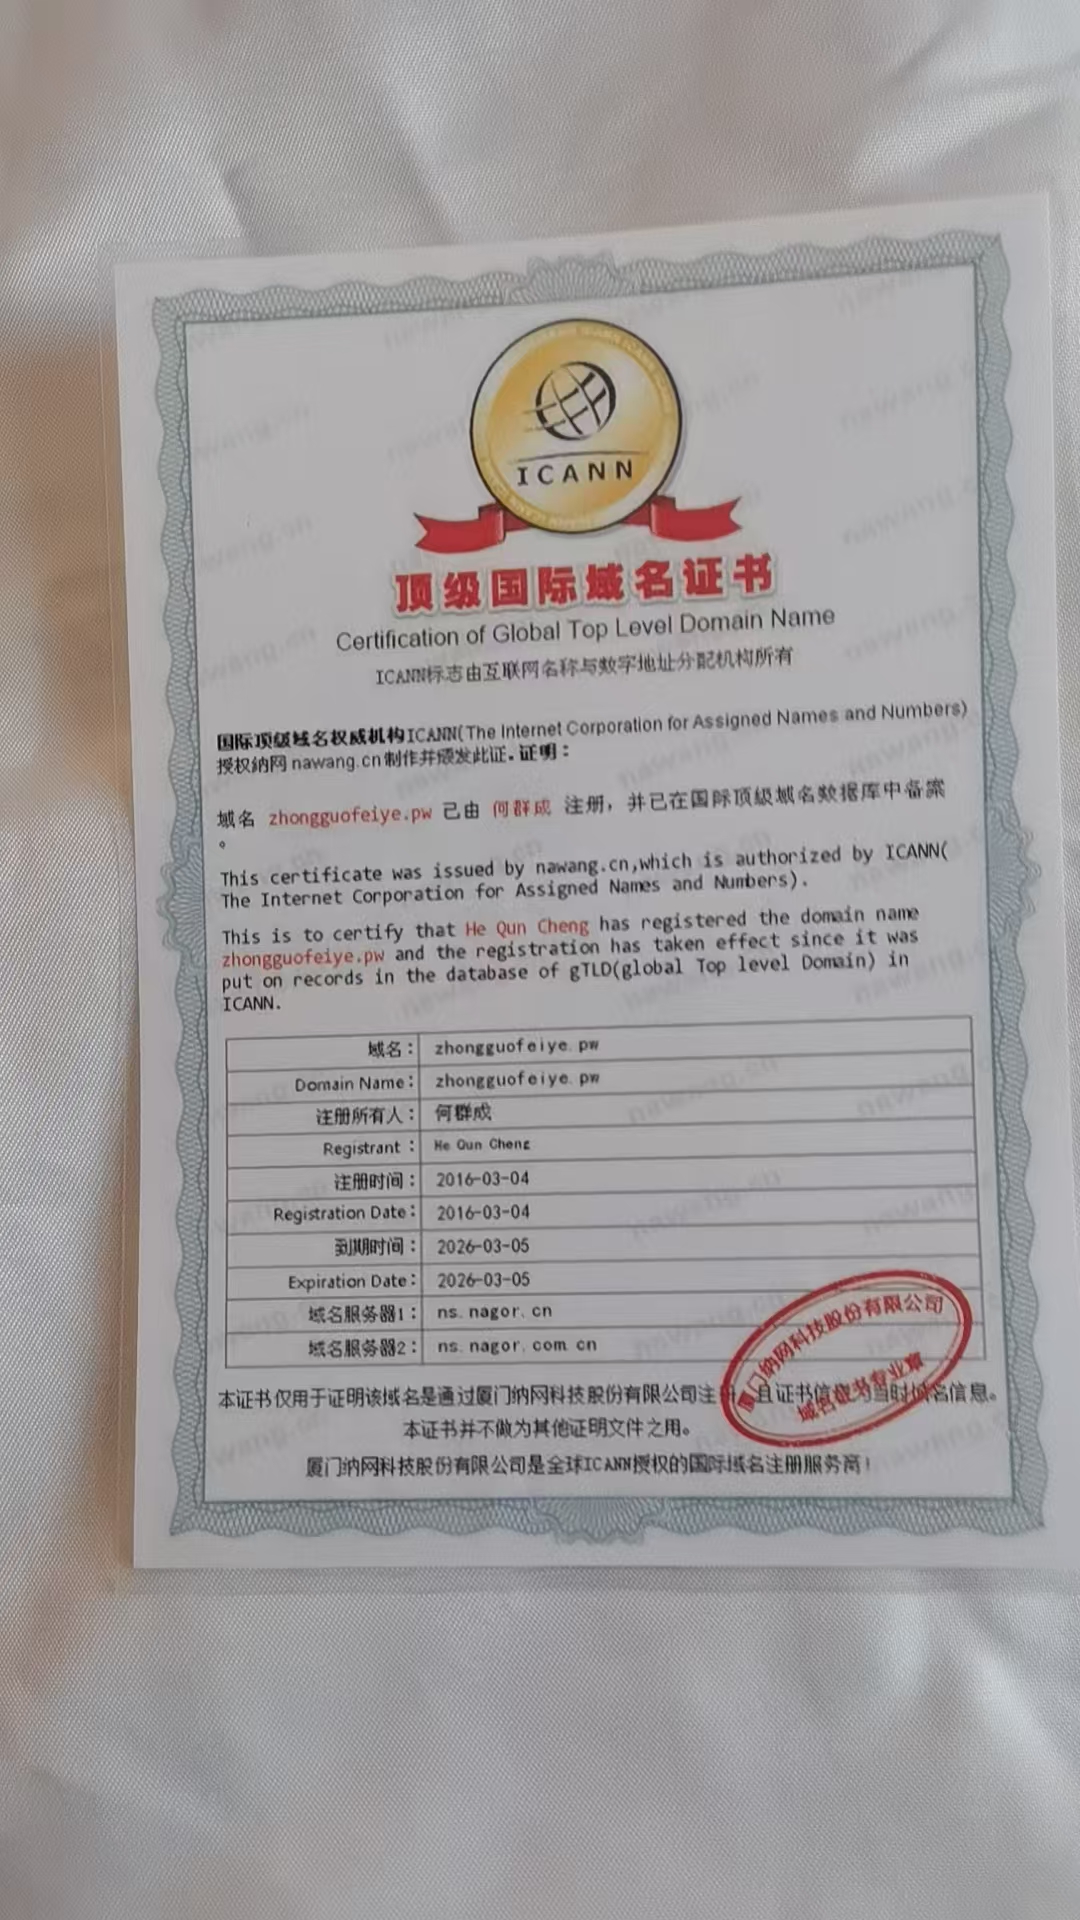 ICANN
顶级国际域名证书
Certification of Global Top Level Domain Name
ICANN标志由互联网名称与数字地址分配机构所有
国际顶级域名权威机构ICANN(The Internet Corporation for Assigned Names and Numbers)
授权纳网 nawang.cn 制作并颁发此证。证明：
域名 zhongguofeiye.pw 已由 何群成 注册，并已在国际顶级域名数据库中备案
。
This certificate was issued by nawang.cn,which is authorized by ICANN(
The Internet Corporation for Assigned Names and Numbers).
This is to certify that He Qun Cheng has registered the domain name
zhongguofeiye.pw and the registration has taken effect since it was
put on records in the database of gTLD(global Top level Domain) in
ICANN.
域名： zhongguofeiye.pw
Domain Name: zhongguofeiye.pw
注册所有人： 何群成
Registrant : He Qun Cheng
注册时间： 2016-03-04
Registration Date: 2016-03-04
到期时间： 2026-03-05
Expiration Date: 2026-03-05
域名服务器1： ns.nagor.cn
域名服务器2： ns.nagor.com.cn
厦门纳网科技股份有限公司
域名证书专业章
本证书仅用于证明该域名是通过厦门纳网科技股份有限公司注 且证书信 当时域名信息。
本证书并不做为其他证明文件之用。
厦门纳网科技股份有限公司是全球ICANN授权的国际域名注册服务商！